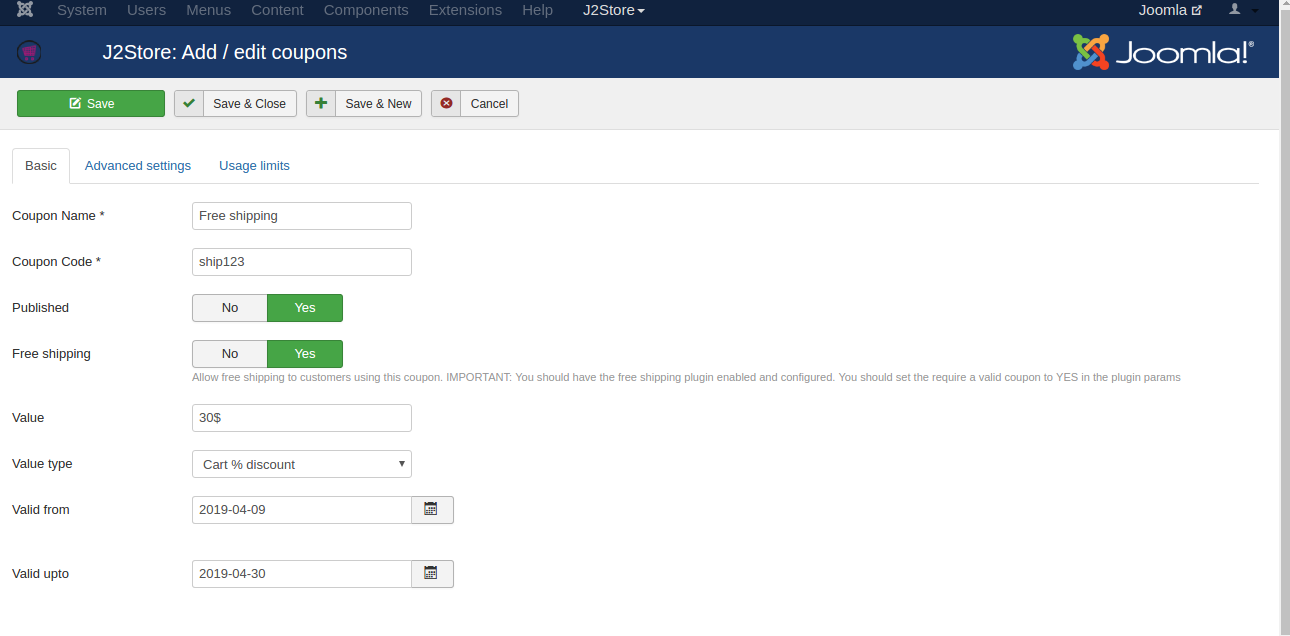 System Users Menus Content Components Extensions Help J2Store Joomla
J2Store: Add / edit coupons Joomla!®
Save Save & Close Save & New Cancel
Basic Advanced settings Usage limits
Coupon Name * Free shipping
Coupon Code * ship123
Published No Yes
Free shipping No Yes
Allow free shipping to customers using this coupon. IMPORTANT: You should have the free shipping plugin enabled and configured. You should set the require a valid coupon to YES in the plugin params
Value 30$
Value type Cart % discount
Valid from 2019-04-09
Valid upto 2019-04-30